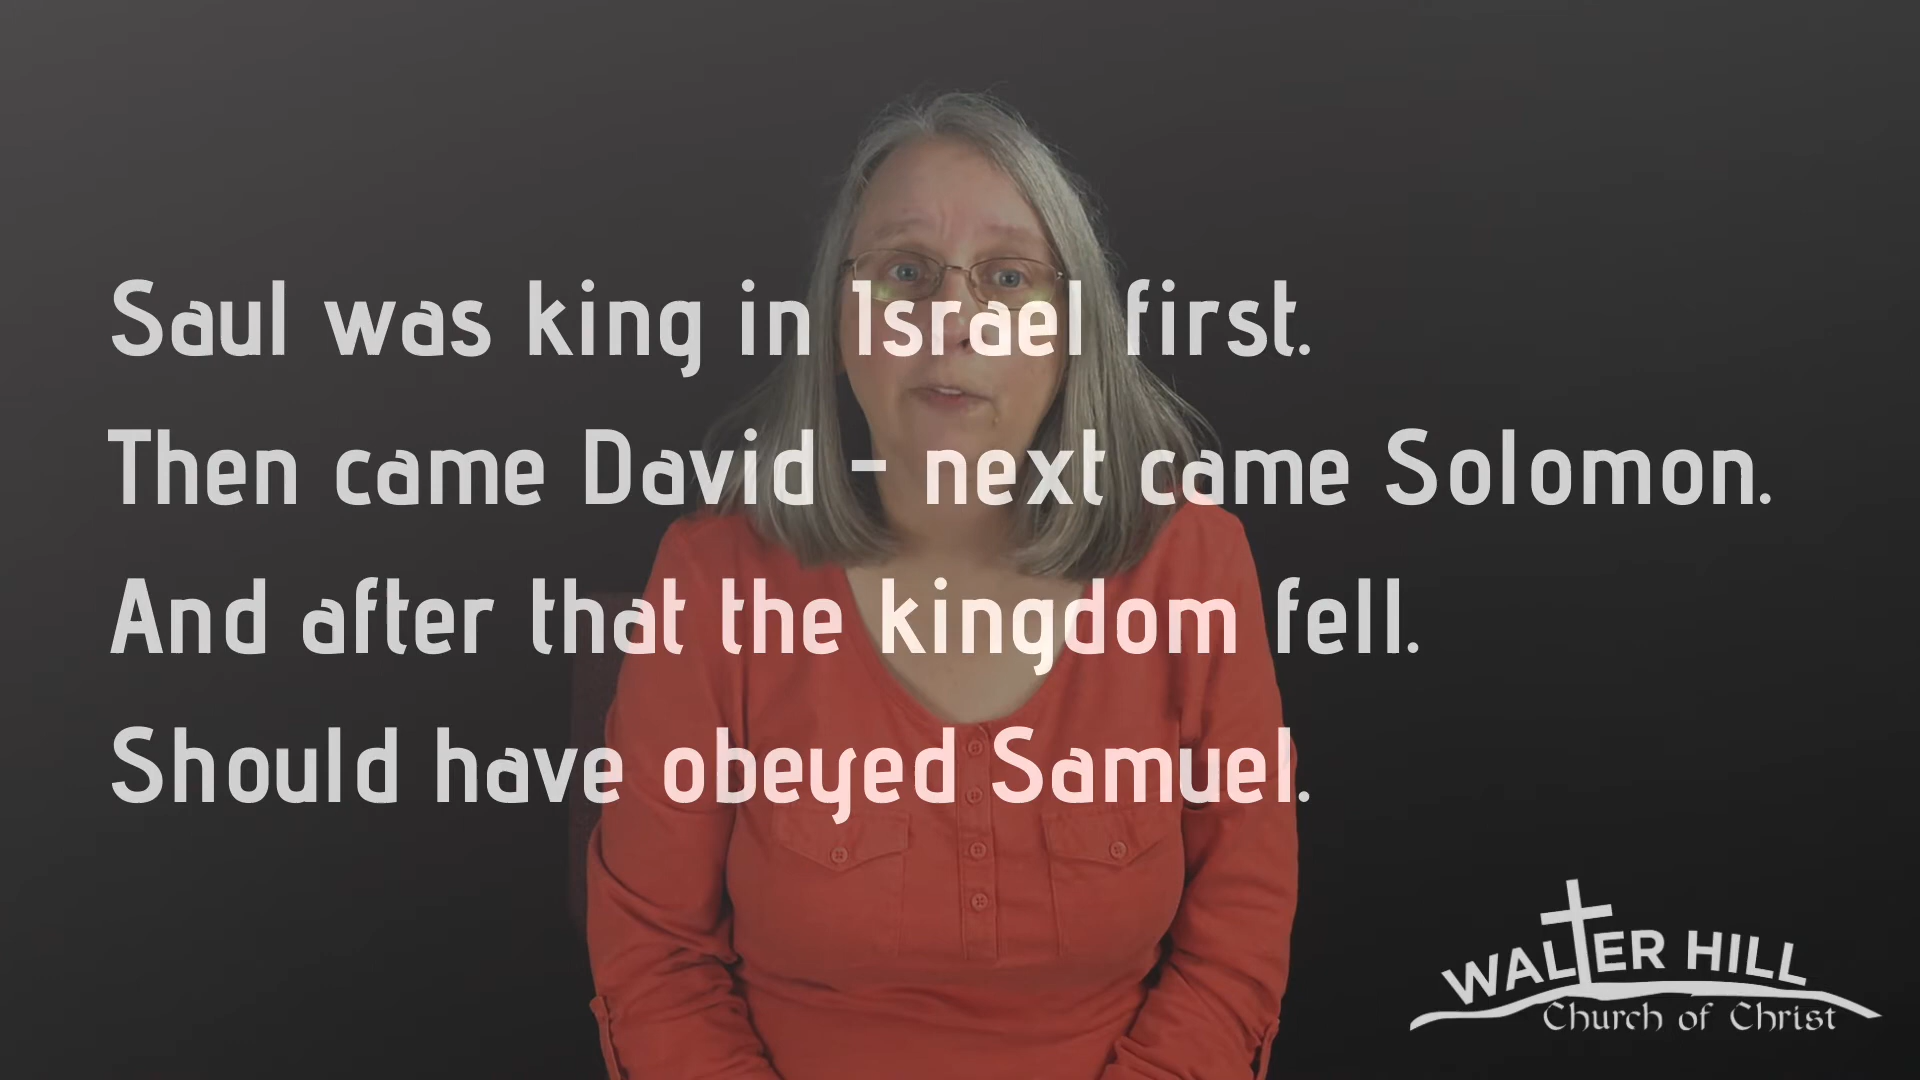 Saul was king in Israel first.
Then came David - next came Solomon.
And after that the kingdom fell.
Should have obeyed Samuel.
WALTER HILL
Church of Christ